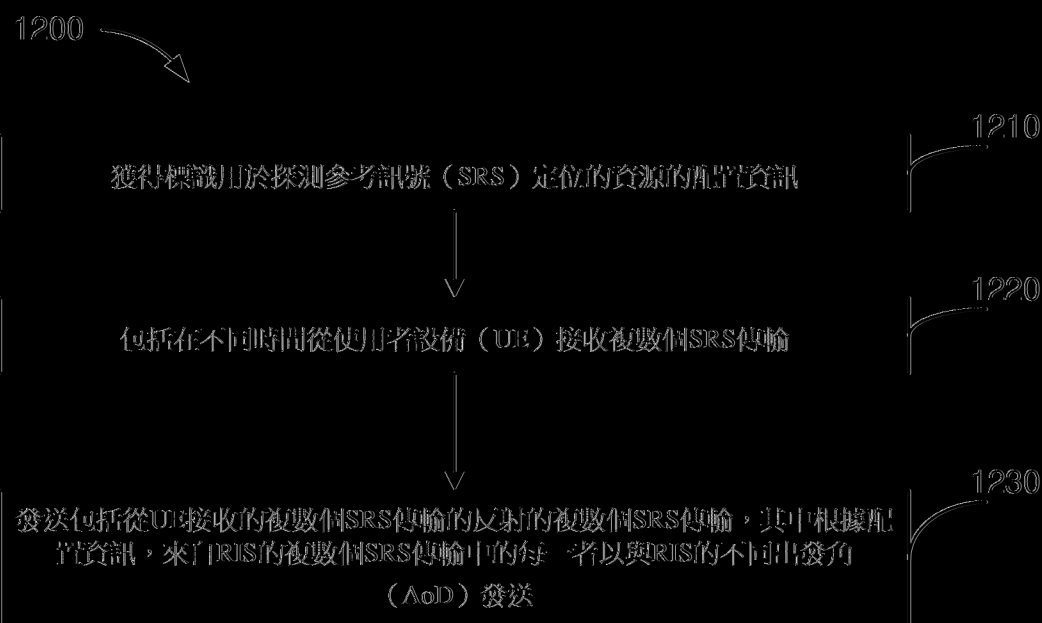 1200
1210
獲得標識用於探測參考訊號（SRS）定位的資源的配置資訊
1220
包括在不同時間從使用者設備（UE）接收複數個SRS傳輸
1230
發送包括從UE接收的複數個SRS傳輸的反射的複數個SRS傳輸，其中根據配
置資訊，來自RIS的複數個SRS傳輸中的每一者以與RIS的不同出發角
（AoD）發送